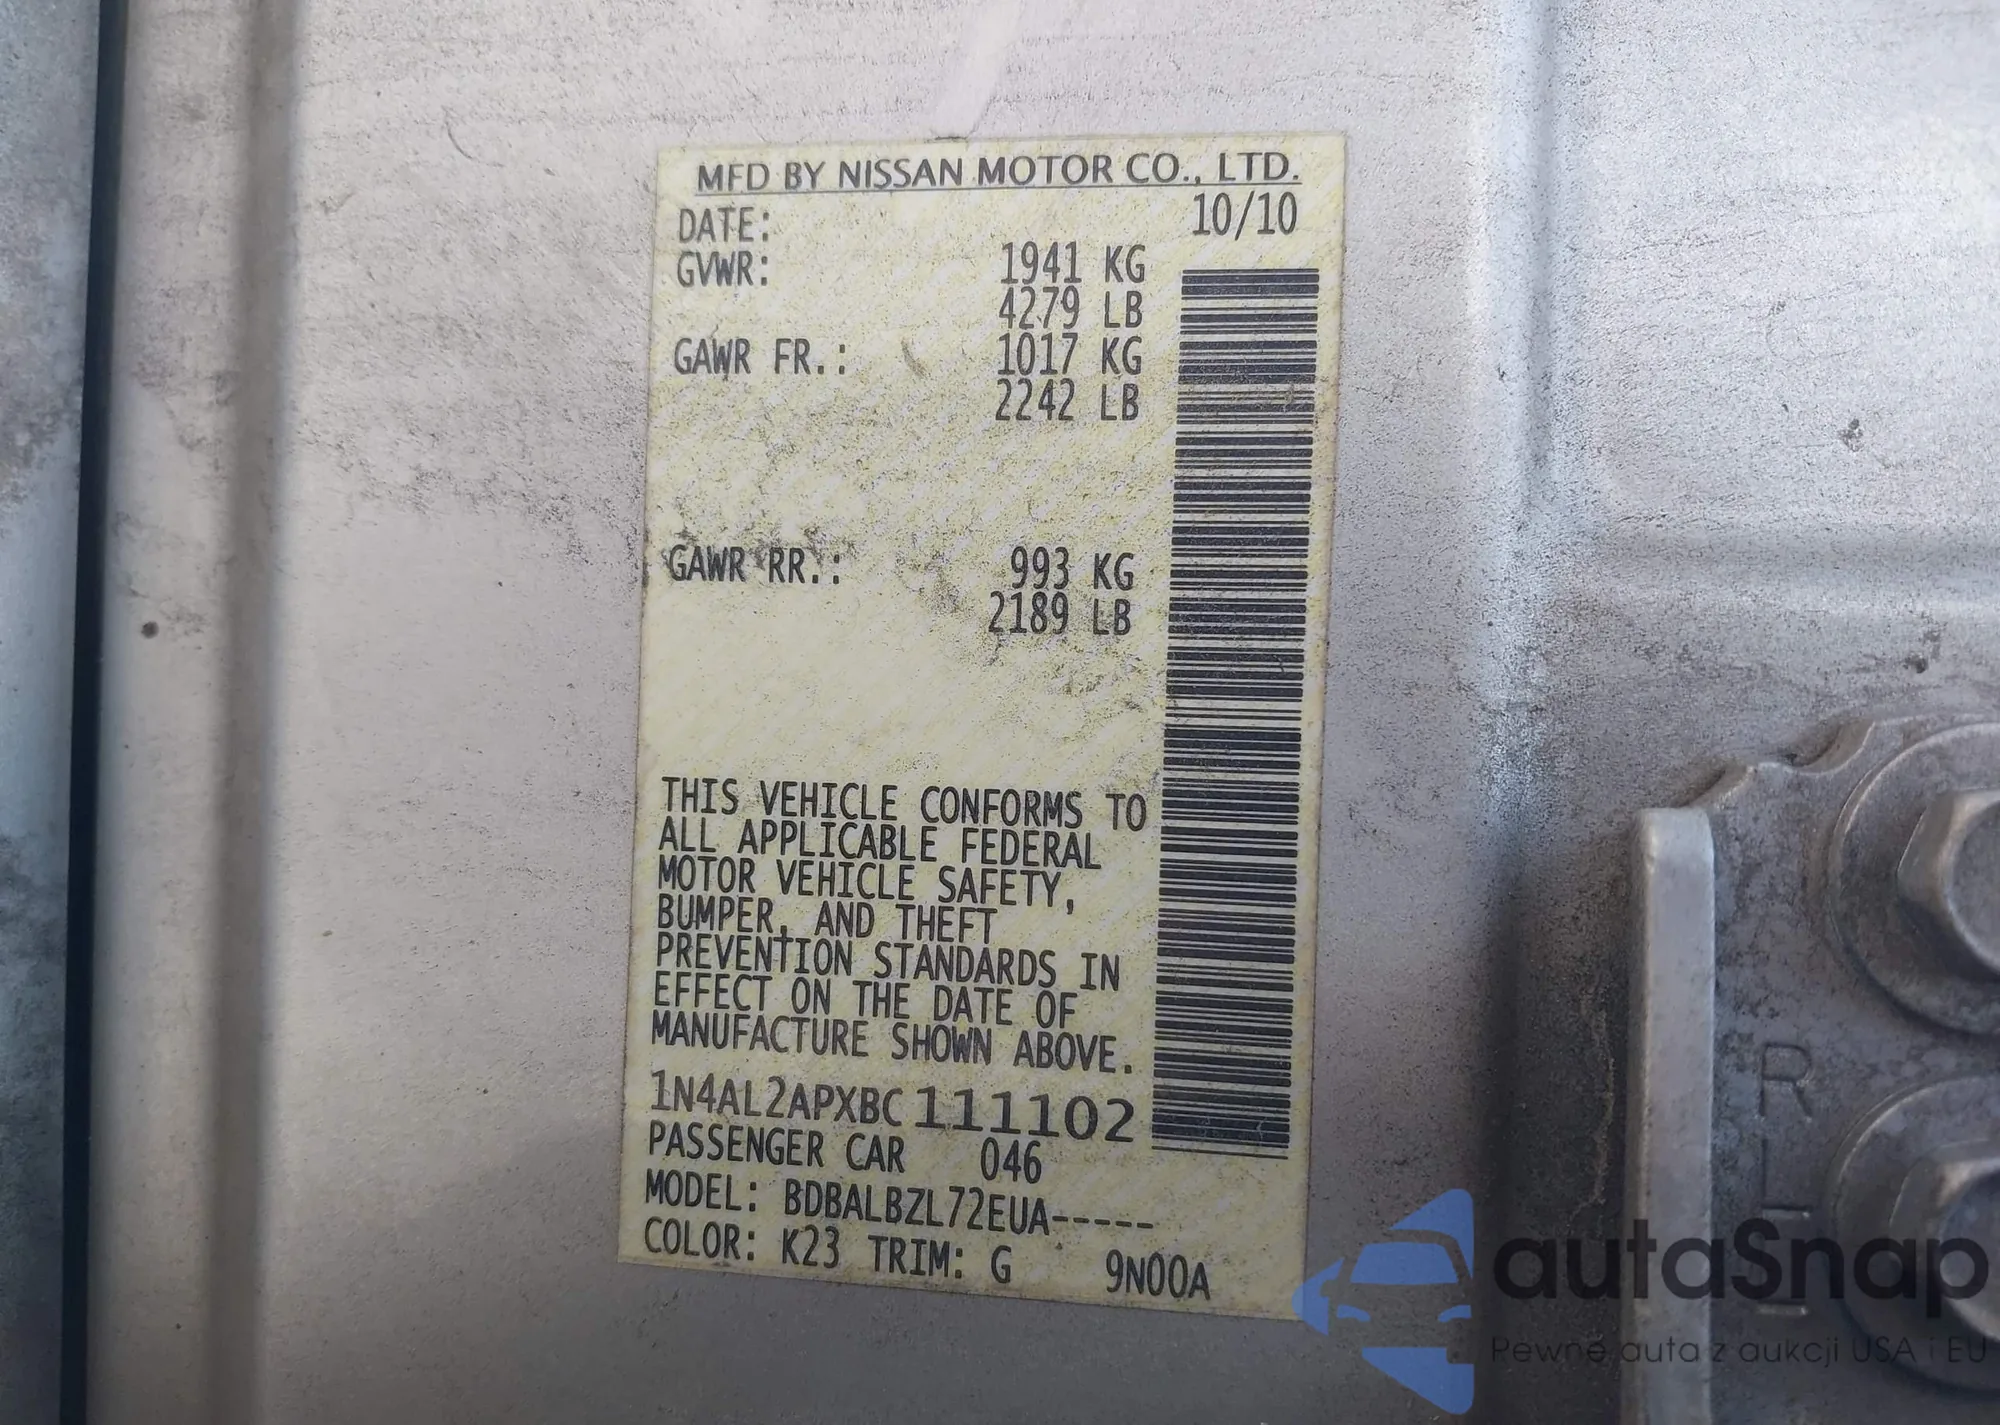 MFD BY NISSAN MOTOR CO., LTD.
DATE: 10/10
GVWR: 1941 KG
4279 LB
GAWR FR.: 1017 KG
2242 LB
GAWR RR.: 993 KG
2189 LB
THIS VEHICLE CONFORMS TO
ALL APPLICABLE FEDERAL
MOTOR VEHICLE SAFETY,
BUMPER, AND THEFT
PREVENTION STANDARDS IN
EFFECT ON THE DATE OF
MANUFACTURE SHOWN ABOVE.
1N4AL2APXBC111102
PASSENGER CAR 046
MODEL: BDBALBZL72EUA-----
COLOR: K23 TRIM: G 9N00A
autaSnap
Pewne auta z aukcji USA i EU